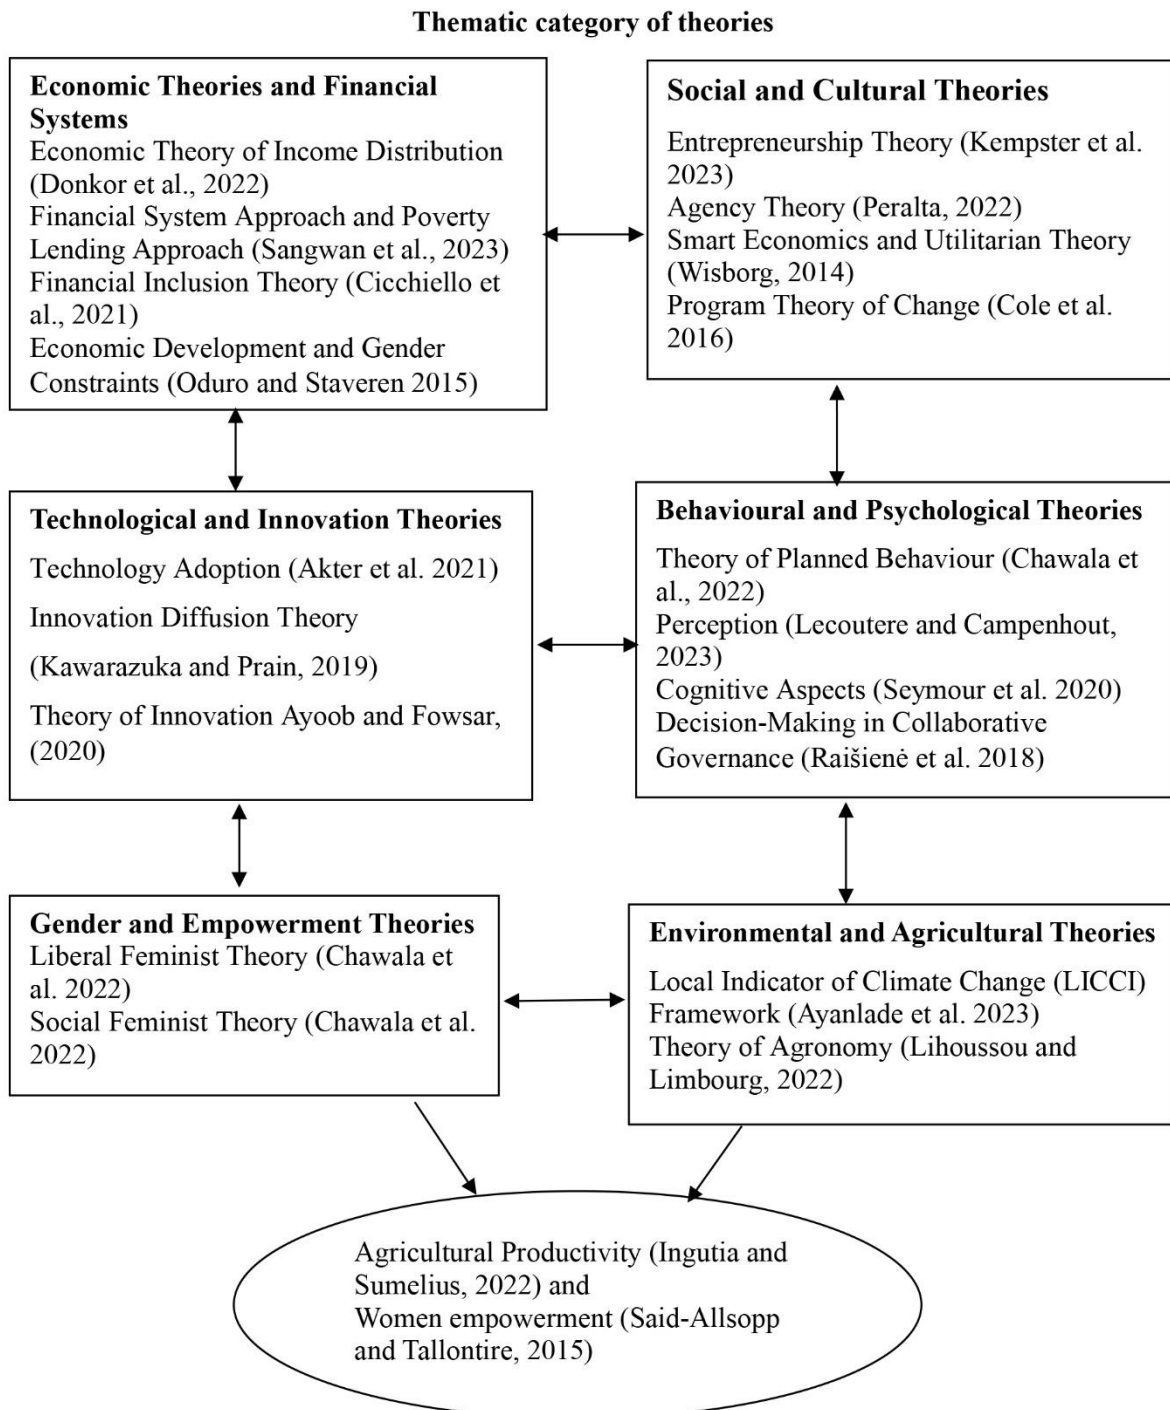 Thematic category of theories
Economic Theories and Financial
Systems
Economic Theory of Income Distribution
(Donkor et al., 2022)
Financial System Approach and Poverty
Lending Approach (Sangwan et al., 2023)
Financial Inclusion Theory (Cicchiello et
al., 2021)
Economic Development and Gender
Constraints (Oduro and Staveren 2015)
Social and Cultural Theories
Entrepreneurship Theory (Kempster et al.
2023)
Agency Theory (Peralta, 2022)
Smart Economics and Utilitarian Theory
(Wisborg, 2014)
Program Theory of Change (Cole et al.
2016)
Technological and Innovation Theories
Technology Adoption (Akter et al. 2021)
Innovation Diffusion Theory
(Kawarazuka and Prain, 2019)
Theory of Innovation Ayoob and Fowsar,
(2020)
Behavioural and Psychological Theories
Theory of Planned Behaviour (Chawala et
al., 2022)
Perception (Lecoutere and Campenhout,
2023)
Cognitive Aspects (Seymour et al. 2020)
Decision-Making in Collaborative
Governance (Raišienė et al. 2018)
Gender and Empowerment Theories
Liberal Feminist Theory (Chawala et
al. 2022)
Social Feminist Theory (Chawala et al.
2022)
Environmental and Agricultural Theories
Local Indicator of Climate Change (LICCI)
Framework (Ayanlade et al. 2023)
Theory of Agronomy (Lihoussou and
Limbourg, 2022)
Agricultural Productivity (Ingutia and
Sumelius, 2022) and
Women empowerment (Said-Allsopp
and Tallontire, 2015)